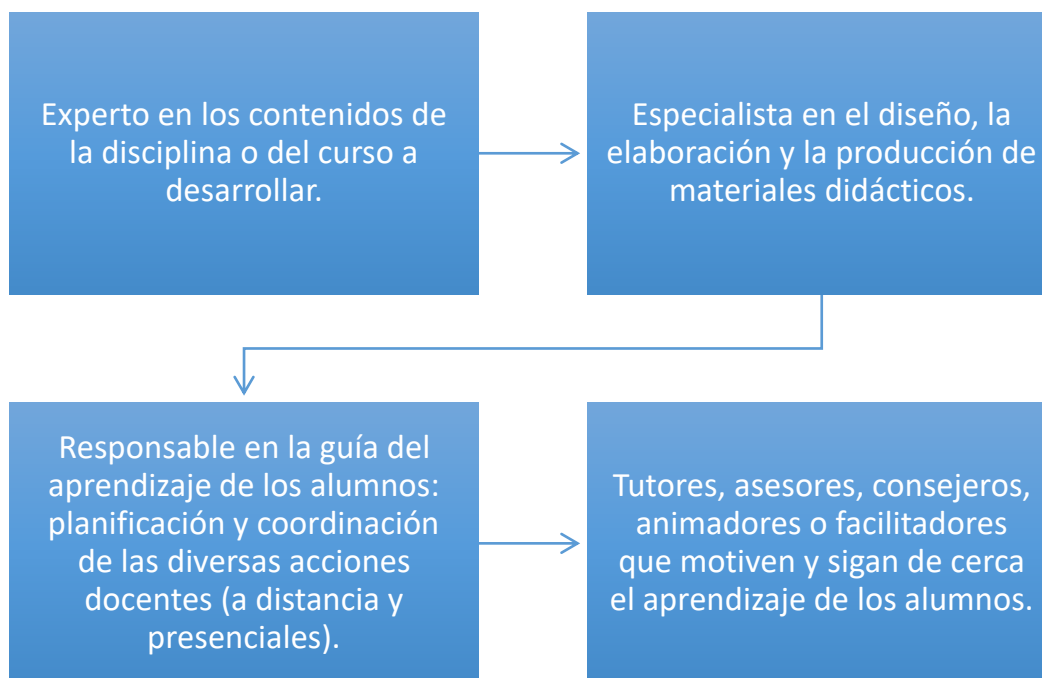 Experto en los contenidos de
la disciplina o del curso a
desarrollar.
Especialista en el diseño, la
elaboración y la producción de
materiales didácticos.
Responsable en la guía del
aprendizaje de los alumnos:
planificación y coordinación
de las diversas acciones
docentes (a distancia y
presenciales).
Tutores, asesores, consejeros,
animadores o facilitadores
que motiven y sigan de cerca
el aprendizaje de los alumnos.